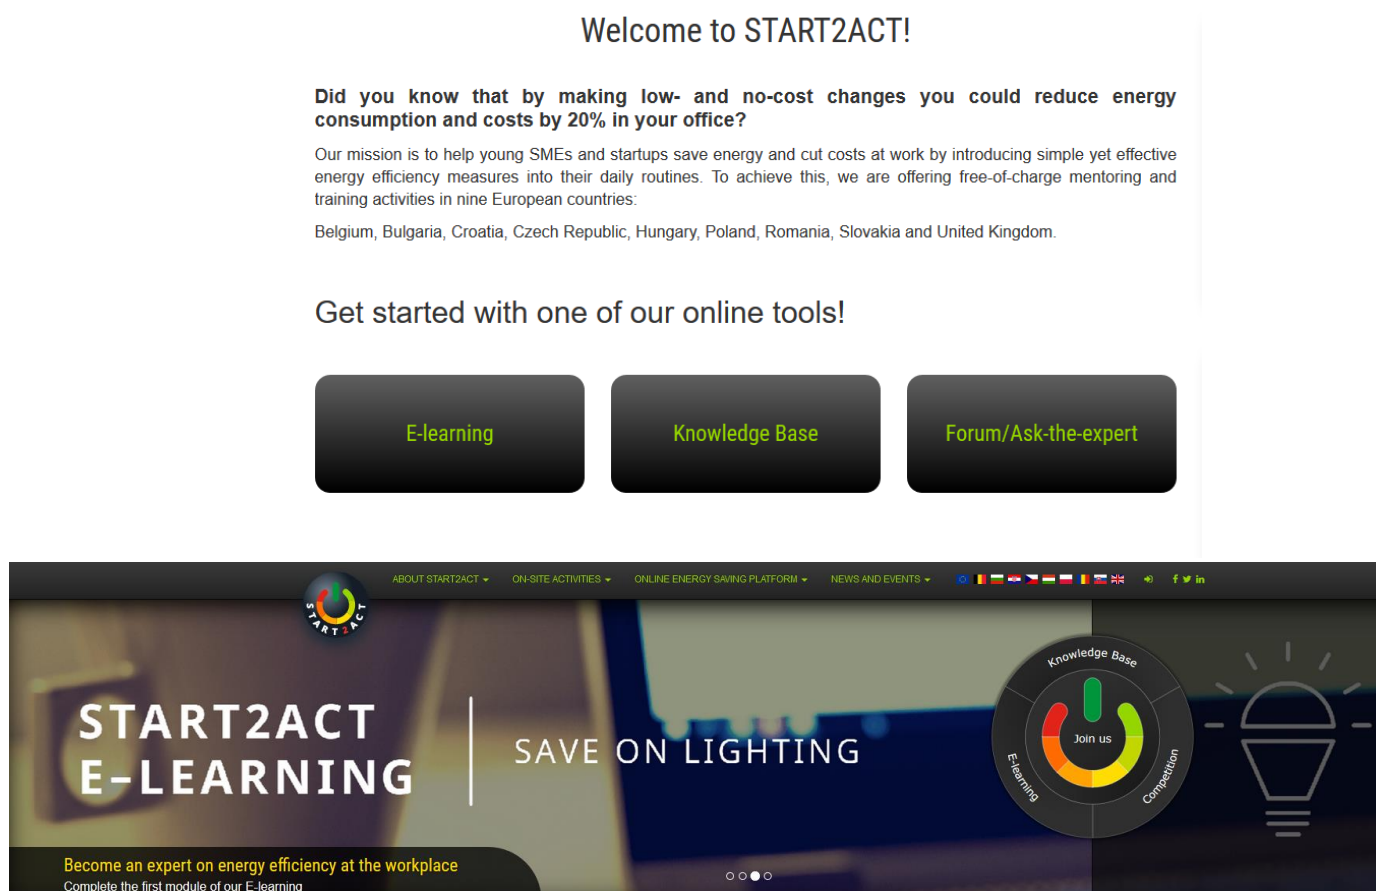 Welcome to START2ACT!
Did you know that by making low- and no-cost changes you could reduce energy
consumption and costs by 20% in your office?
Our mission is to help young SMEs and startups save energy and cut costs at work by introducing simple yet effective
energy efficiency measures into their daily routines. To achieve this, we are offering free-of-charge mentoring and
training activities in nine European countries:
Belgium, Bulgaria, Croatia, Czech Republic, Hungary, Poland, Romania, Slovakia and United Kingdom.
Get started with one of our online tools!
E-learning
Knowledge Base
Forum/Ask-the-expert
START2ACT
ABOUT START2ACT
ON-SITE ACTIVITIES
ONLINE ENERGY SAVING PLATFORM
NEWS AND EVENTS
START2ACT
E-LEARNING
SAVE ON LIGHTING
Knowledge Base
Join us
E-learning
Competition
Become an expert on energy efficiency at the workplace
Complete the first module of our E-learning